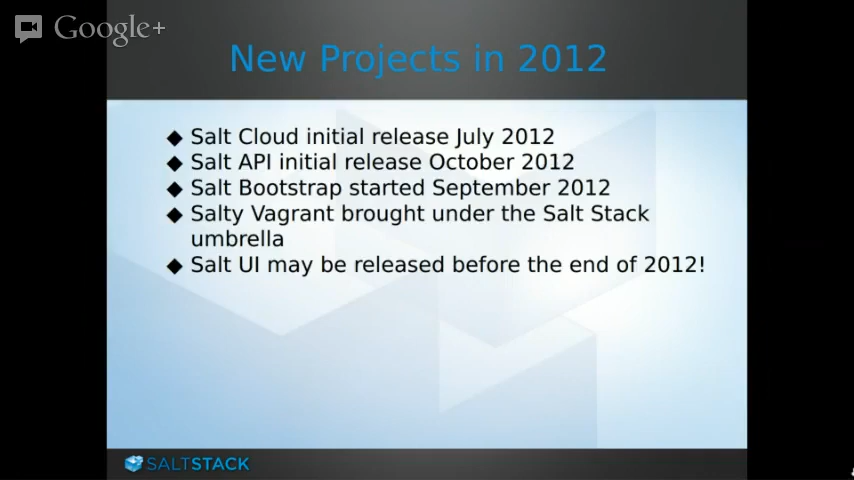 Google+
New Projects in 2012
◆ Salt Cloud initial release July 2012
◆ Salt API initial release October 2012
◆ Salt Bootstrap started September 2012
◆ Salty Vagrant brought under the Salt Stack
umbrella
◆ Salt UI may be released before the end of 2012!
SALTSTACK